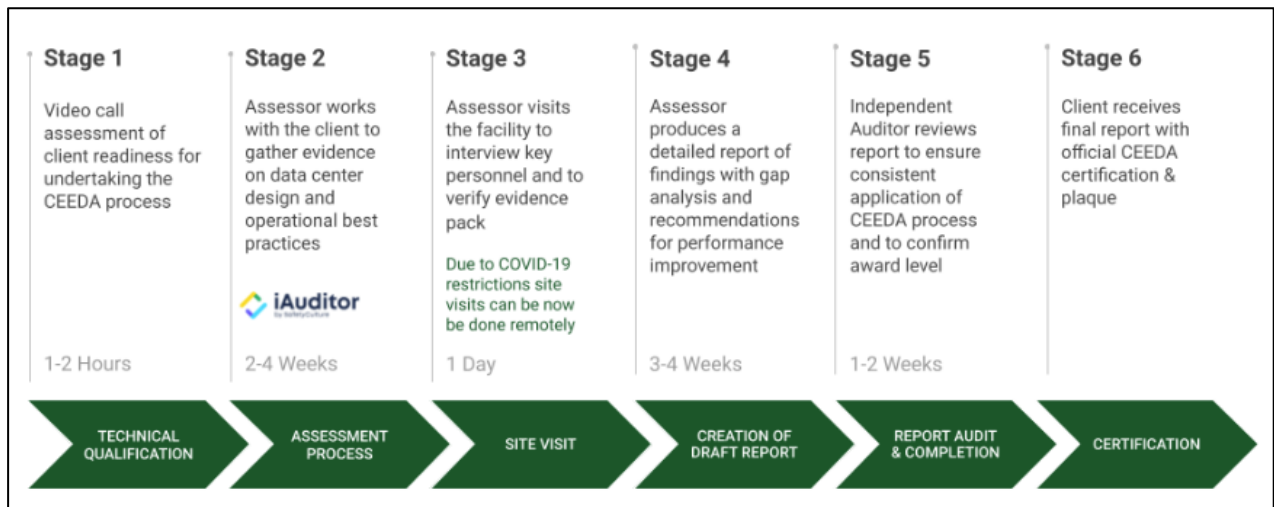 Stage 1
Video call
assessment of
client readiness for
undertaking the
CEEDA process
1-2 Hours
TECHNICAL
QUALIFICATION
Stage 2
Assessor works
with the client to
gather evidence
on data center
design and
operational best
practices
iAuditor
by SafetyCulture
2-4 Weeks
ASSESSMENT
PROCESS
Stage 3
Assessor visits
the facility to
interview key
personnel and to
verify evidence
pack
Due to COVID-19
restrictions site
visits can be now
be done remotely
1 Day
SITE VISIT
Stage 4
Assessor
produces a
detailed report of
findings with gap
analysis and
recommendations
for performance
improvement
3-4 Weeks
CREATION OF
DRAFT REPORT
Stage 5
Independent
Auditor reviews
report to ensure
consistent
application of
CEEDA process
and to confirm
award level
1-2 Weeks
REPORT AUDIT
& COMPLETION
Stage 6
Client receives
final report with
official CEEDA
certification &
plaque
CERTIFICATION